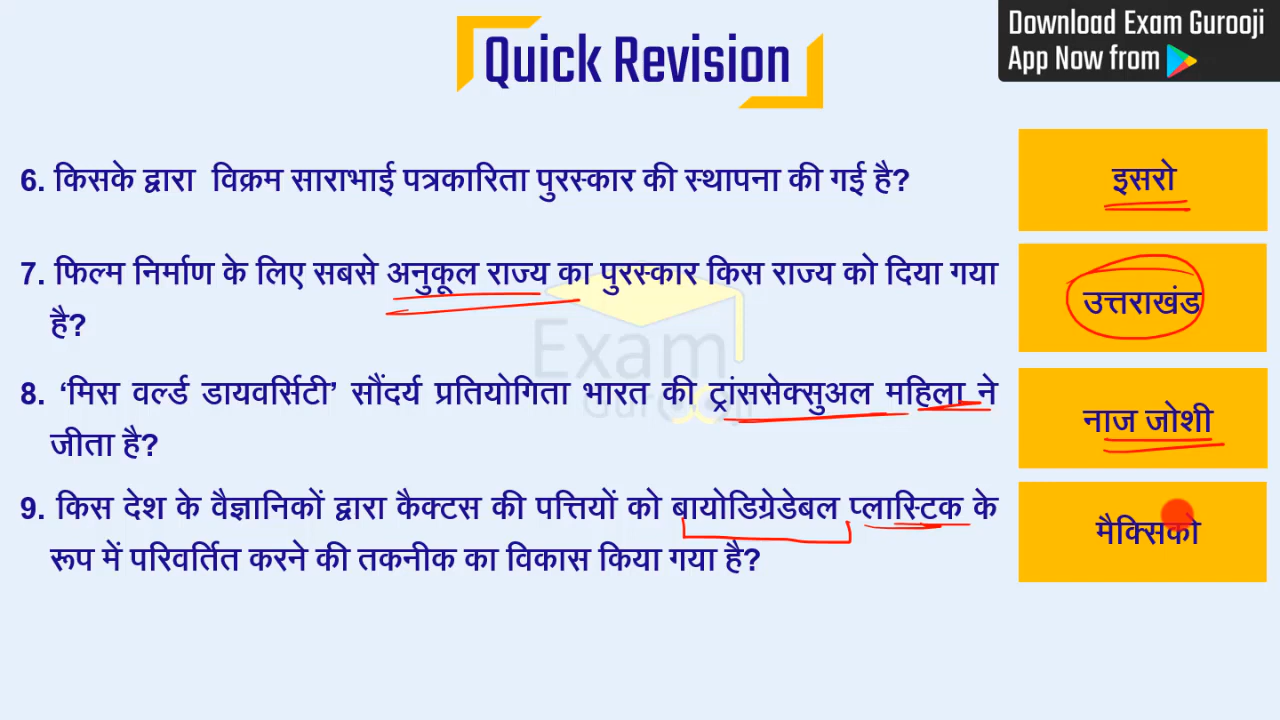 Quick Revision
Download Exam Gurooji
App Now from
6. किसके द्वारा विक्रम साराभाई पत्रकारिता पुरस्कार की स्थापना की गई है?
इसरो
7. फिल्म निर्माण के लिए सबसे अनुकूल राज्य का पुरस्कार किस राज्य को दिया गया
है?
उत्तराखंड
Exam
Gurooji
8. ‘मिस वर्ल्ड डायवर्सिटी’ सौंदर्य प्रतियोगिता भारत की ट्रांससेक्सुअल महिला ने
जीता है?
नाज जोशी
9. किस देश के वैज्ञानिकों द्वारा कैक्टस की पत्तियों को बायोडिग्रेडेबल प्लास्टिक के
रूप में परिवर्तित करने की तकनीक का विकास किया गया है?
मैक्सिको